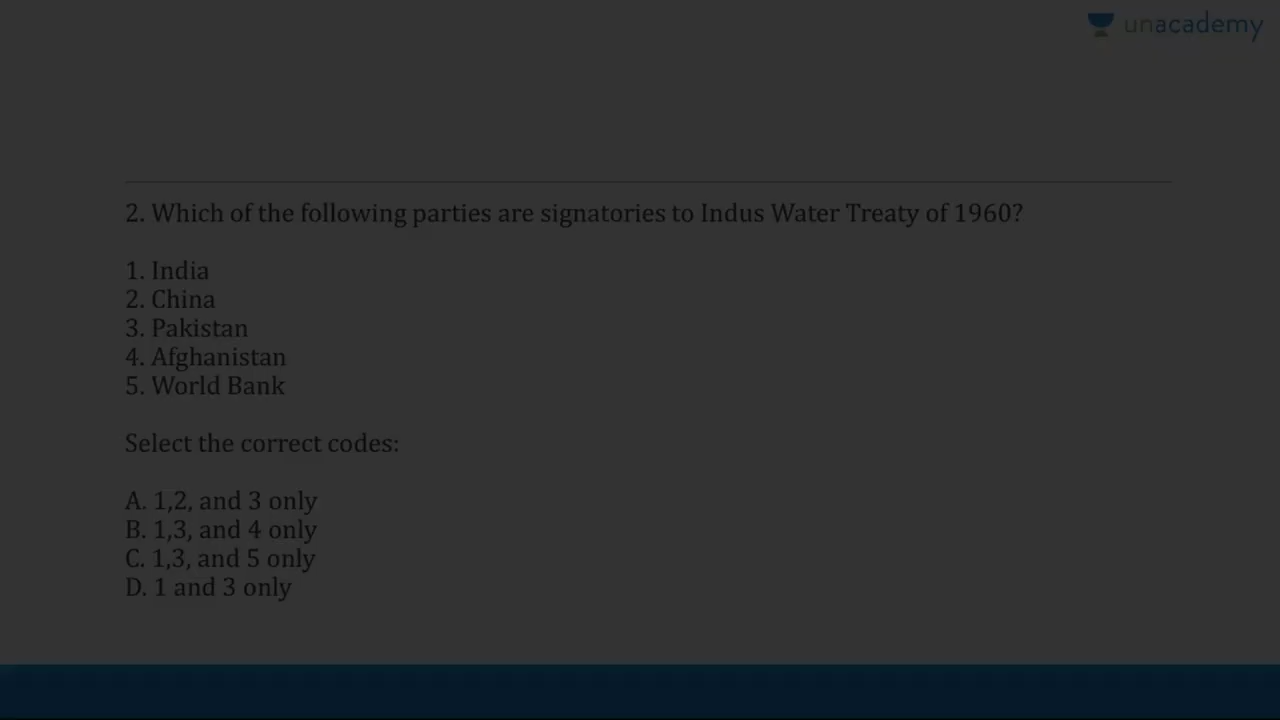 unacademy
2. Which of the following parties are signatories to Indus Water Treaty of 1960?
1. India
2. China
3. Pakistan
4. Afghanistan
5. World Bank
Select the correct codes:
A. 1,2, and 3 only
B. 1,3, and 4 only
C. 1,3, and 5 only
D. 1 and 3 only